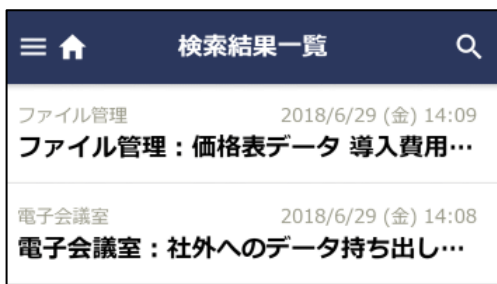 検索結果一覧
ファイル管理 2018/6/29 (金) 14:09
ファイル管理：価格表データ 導入費用…
電子会議室 2018/6/29 (金) 14:08
電子会議室：社外へのデータ持ち出し…